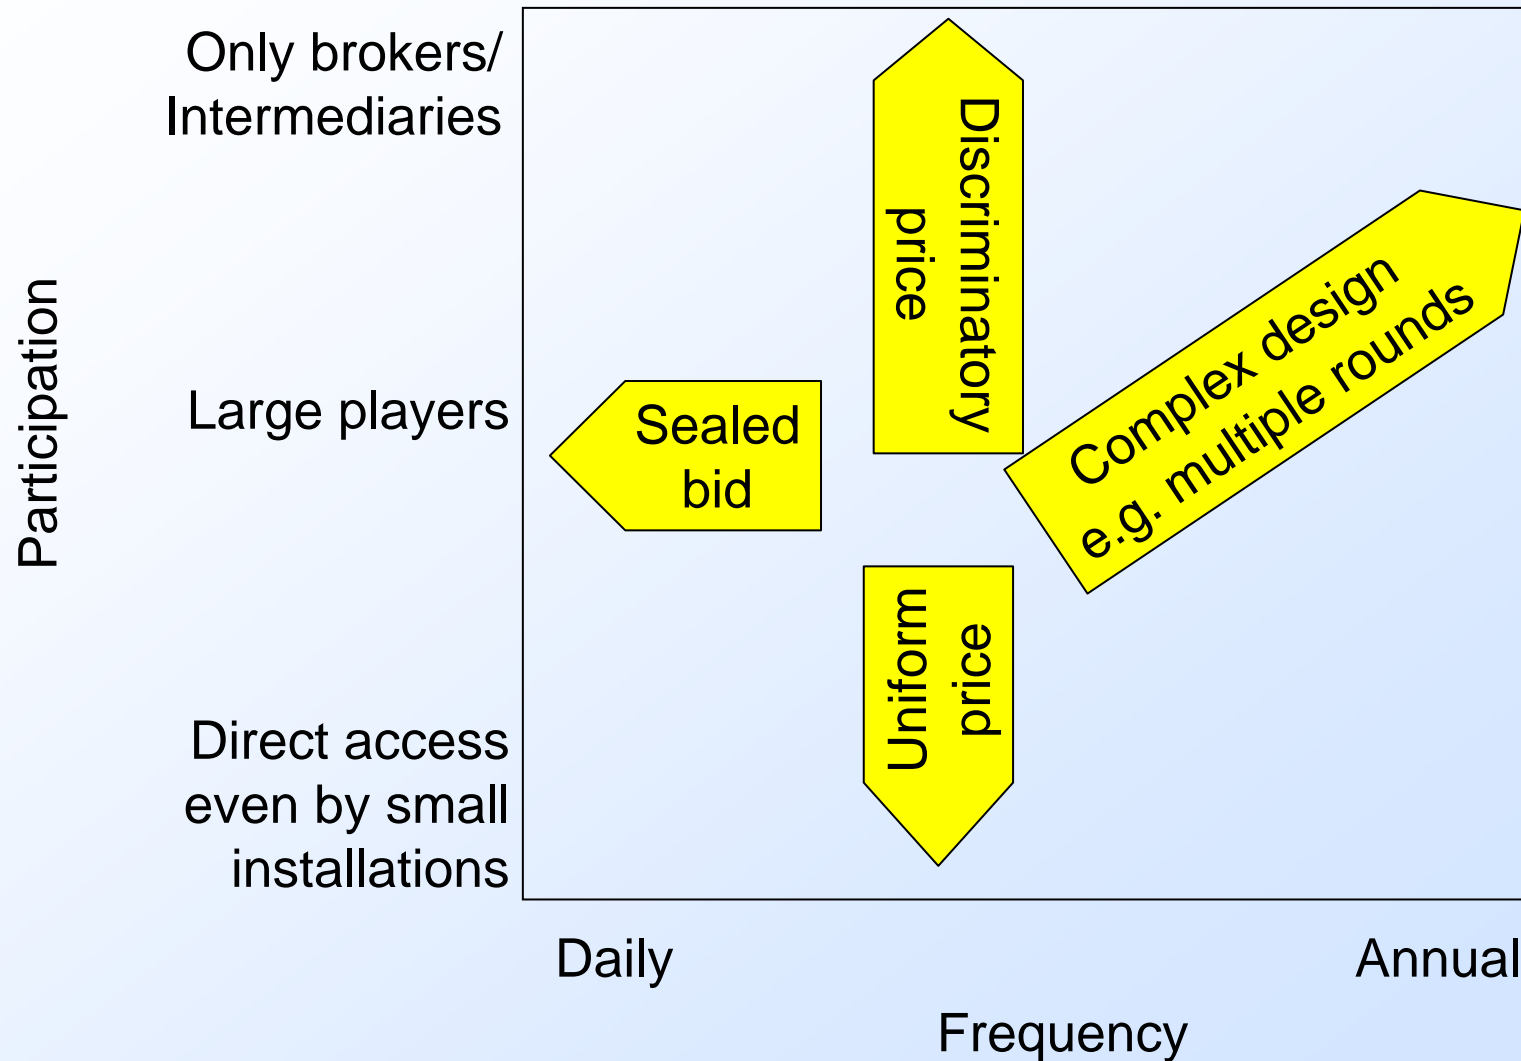 Only brokers/
Intermediaries
Participation
Large players
Direct access
even by small
installations
Discriminatory
price
Sealed
bid
Complex design
e.g. multiple rounds
Uniform
price
Daily
Annual
Frequency